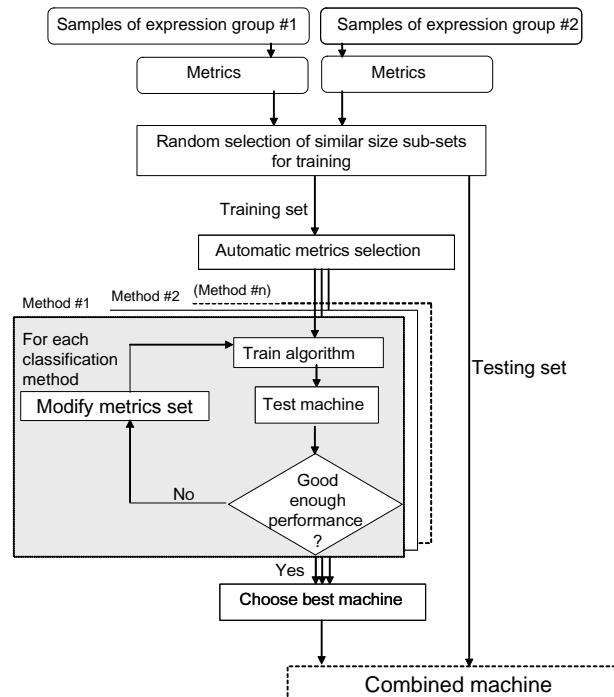 Samples of expression group #1
Samples of expression group #2
Metrics
Metrics
Random selection of similar size sub-sets
for training
Training set
Automatic metrics selection
Method #1
Method #2
(Method #n)
For each
classification
method
Train algorithm
Testing set
Modify metrics set
Test machine
Good
enough
performance
?
No
Yes
Choose best machine
Combined machine